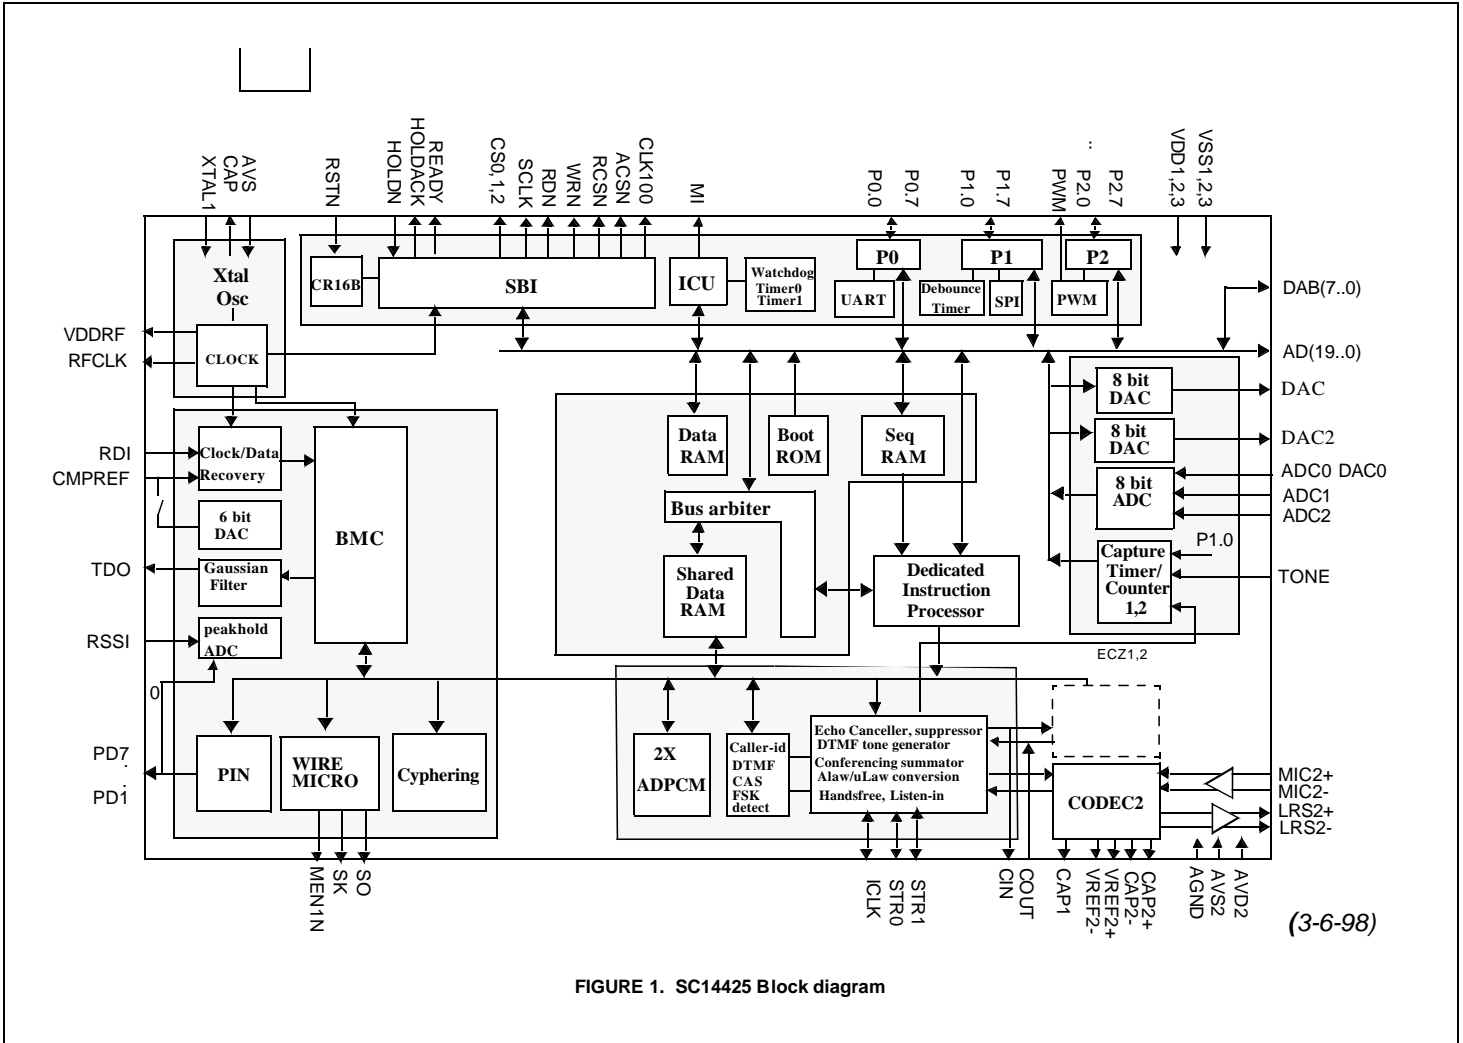 XTAL1
CAP
AVS
RSTN
HOLDN
HOLDACK
READY
CS0,1,2
SCLK
RDN
WRN
RCSN
ACSN
CLK100
MI
P0.0
P0.7
P1.0
P1.7
PWM
P2.0
..
P2.7
VDD1,2,3
VSS1,2,3
Xtal
Osc
CLOCK
CR16B
SBI
ICU
Watchdog
Timer0
Timer1
P0
UART
P1
Debounce
Timer
SPI
P2
PWM
VDDRF
RFCLK
RDI
CMPREF
TDO
RSSI
0
PD7
.
.
PD1
DAB(7..0)
AD(19..0)
DAC
DAC2
ADC0 DAC0
ADC1
ADC2
TONE
Clock/Data
Recovery
6 bit
DAC
Gaussian
Filter
peakhold
ADC
BMC
PIN
WIRE
MICRO
Cyphering
Data
RAM
Boot
ROM
Seq
RAM
Bus arbiter
Shared
Data
RAM
Dedicated
Instruction
Processor
8 bit
DAC
8 bit
DAC
8 bit
ADC
Capture
Timer/
Counter
1,2
P1.0
ECZ1,2
2X
ADPCM
Caller-id
DTMF
CAS
FSK
detect
Echo Canceller, suppressor
DTMF tone generator
Conferencing summator
Alaw/uLaw conversion
Handsfree, Listen-in
CODEC2
MIC2+
MIC2-
LRS2+
LRS2-
MEN1N
SK
SO
ICLK
STR0
STR1
CIN
COUT
CAP1
VREF2-
VREF2+
CAP2-
CAP2+
AGND
AVS2
AVD2
(3-6-98)
FIGURE 1. SC14425 Block diagram